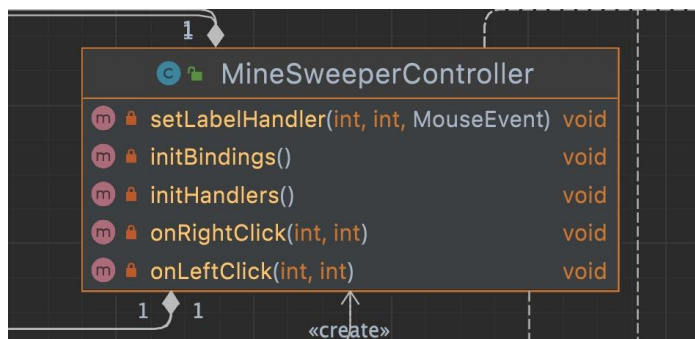 1
C MineSweeperController
m setLabelHandler(int, int, MouseEvent) void
m initBindings() void
m initHandlers() void
m onRightClick(int, int) void
m onLeftClick(int, int) void
1 1
«create»